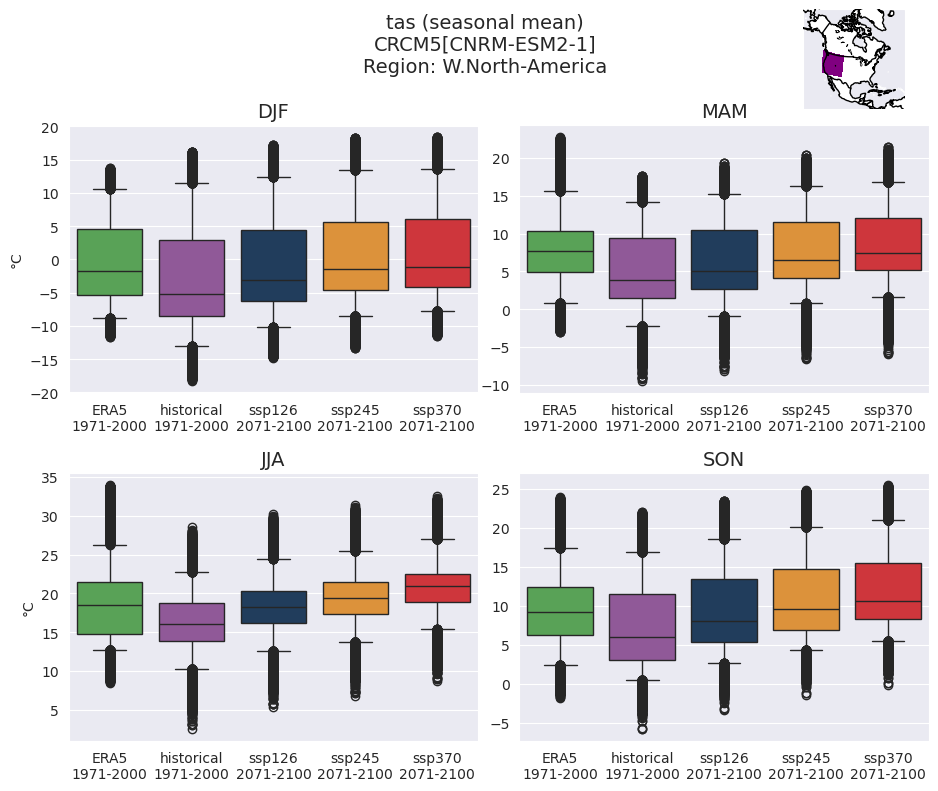 tas (seasonal mean)
CRCM5[CNRM-ESM2-1]
Region: W.North-America
DJF
20
15
10
5
0
−5
−10
−15
−20
°C
ERA5 historical ssp126 ssp245 ssp370
1971-2000 1971-2000 2071-2100 2071-2100 2071-2100
MAM
20
15
10
5
0
−5
−10
ERA5 historical ssp126 ssp245 ssp370
1971-2000 1971-2000 2071-2100 2071-2100 2071-2100
JJA
35
30
25
20
15
10
5
°C
ERA5 historical ssp126 ssp245 ssp370
1971-2000 1971-2000 2071-2100 2071-2100 2071-2100
SON
25
20
15
10
5
0
−5
ERA5 historical ssp126 ssp245 ssp370
1971-2000 1971-2000 2071-2100 2071-2100 2071-2100